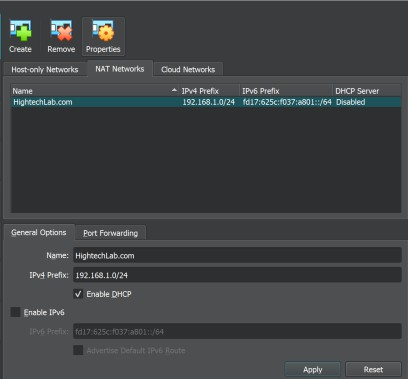 Create Remove Properties
Host-only Networks NAT Networks Cloud Networks
Name IPv4 Prefix IPv6 Prefix DHCP Server
HightechLab.com 192.168.1.0/24 fd17:625c:f037:a801::/64 Disabled
General Options Port Forwarding
Name: HightechLab.com
IPv4 Prefix: 192.168.1.0/24
Enable DHCP
Enable IPv6
IPv6 Prefix: fd17:625c:f037:a801::/64
Advertise Default IPv6 Route
Apply Reset